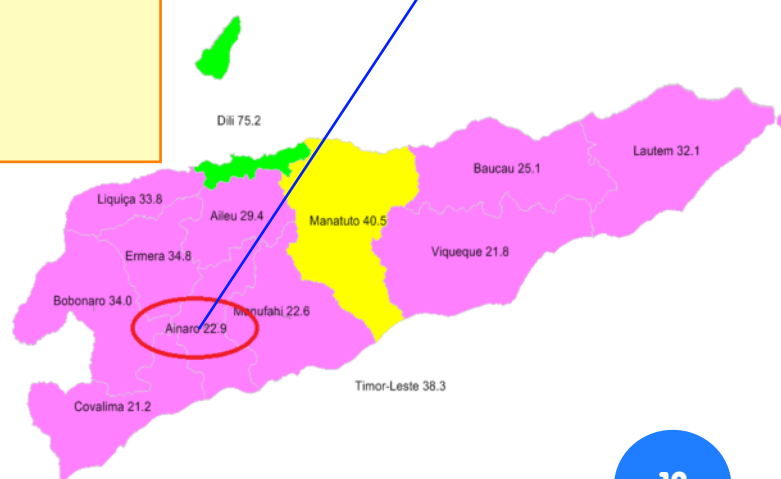 Dili 75.2
Lautem 32.1
Baucau 25.1
Liquiça 33.8
Aileu 29.4
Manatuto 40.5
Viqueque 21.8
Ermera 34.8
Bobonaro 34.0
Manufahi 22.6
Ainaro 22.9
Timor-Leste 38.3
Covalima 21.2